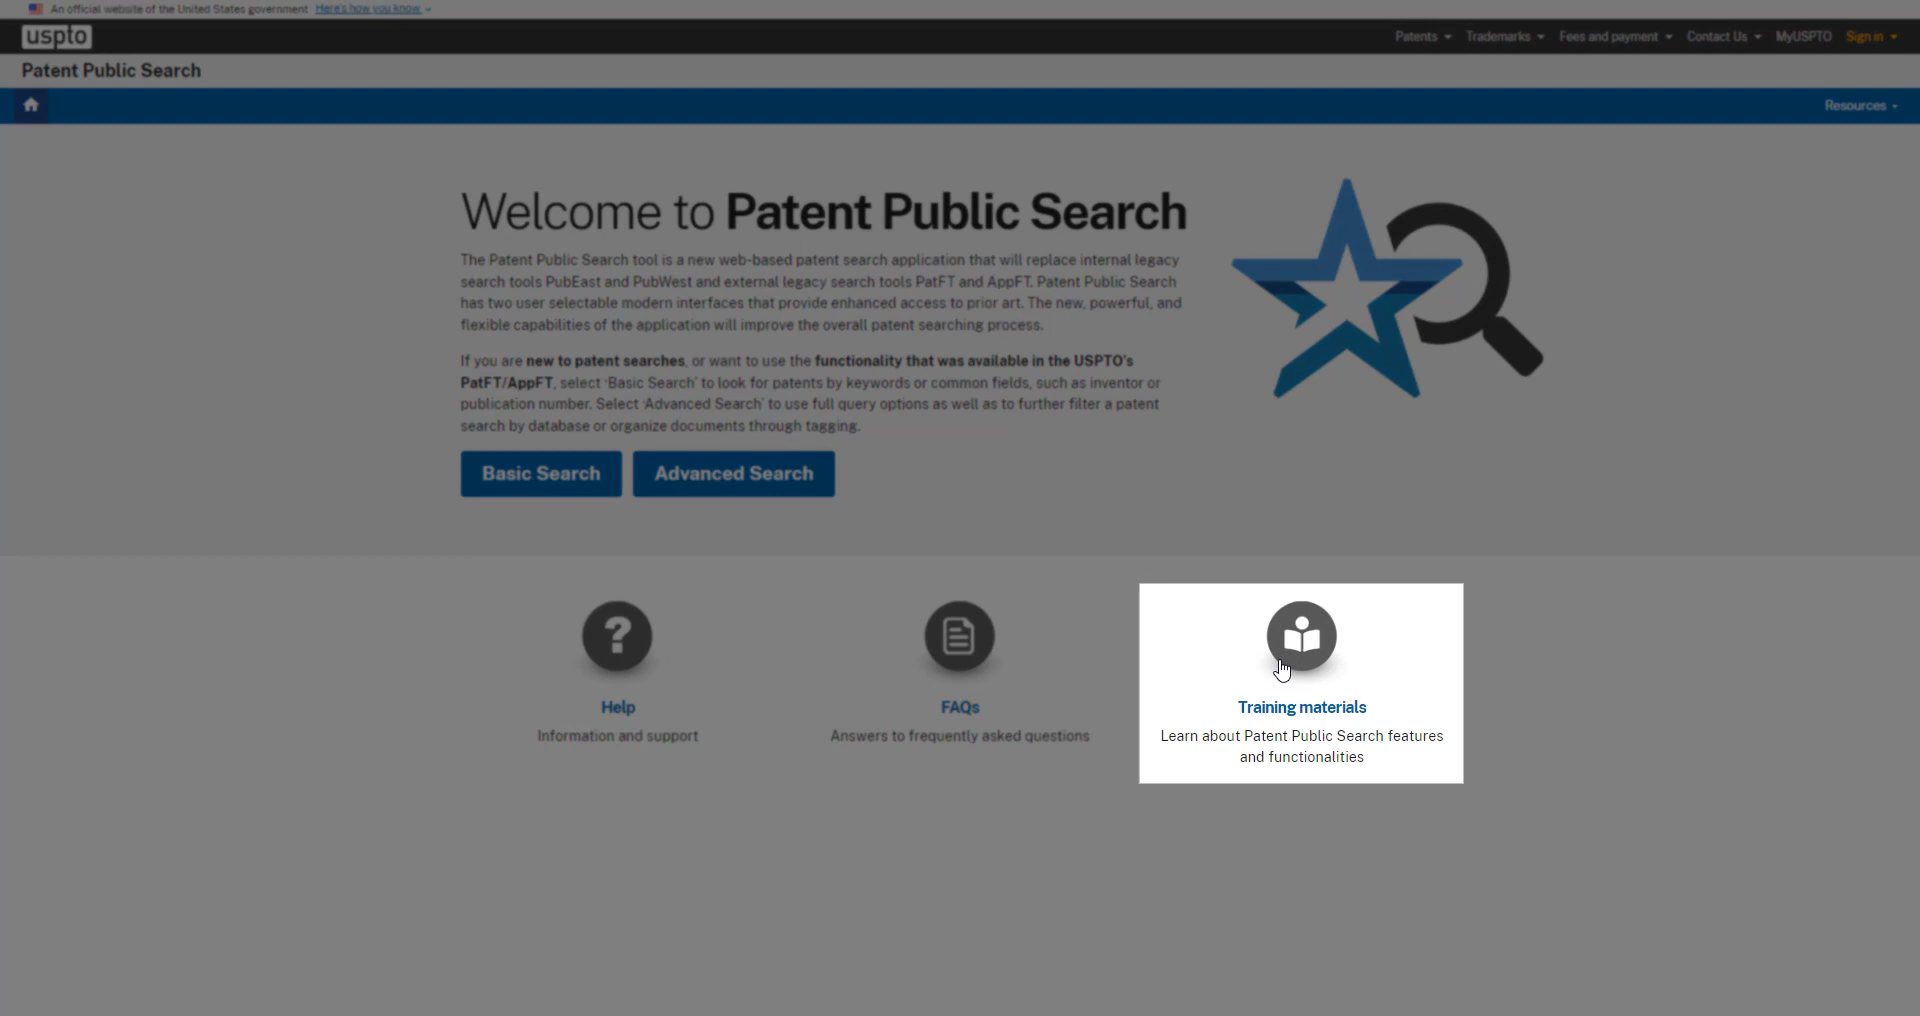 An official website of the United States government Here's how you know
uspto
Patents Trademarks Fees and payment Contact Us MyUSPTO Sign in
Patent Public Search
Resources
Welcome to Patent Public Search
The Patent Public Search tool is a new web-based patent search application that will replace internal legacy
search tools PubEast and PubWest and external legacy search tools PatFT and AppFT. Patent Public Search
has two user selectable modern interfaces that provide enhanced access to prior art. The new, powerful, and
flexible capabilities of the application will improve the overall patent searching process.
If you are new to patent searches, or want to use the functionality that was available in the USPTO's
PatFT/AppFT, select 'Basic Search' to look for patents by keywords or common fields, such as inventor or
publication number. Select 'Advanced Search' to use full query options as well as to further filter a patent
search by database or organize documents through tagging.
Basic Search Advanced Search
Help
Information and support
FAQs
Answers to frequently asked questions
Training materials
Learn about Patent Public Search features
and functionalities